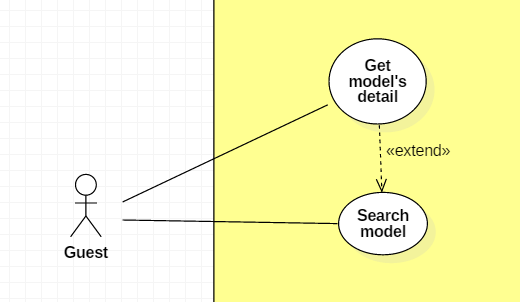 Get
model's
detail
«extend»
Search
model
Guest